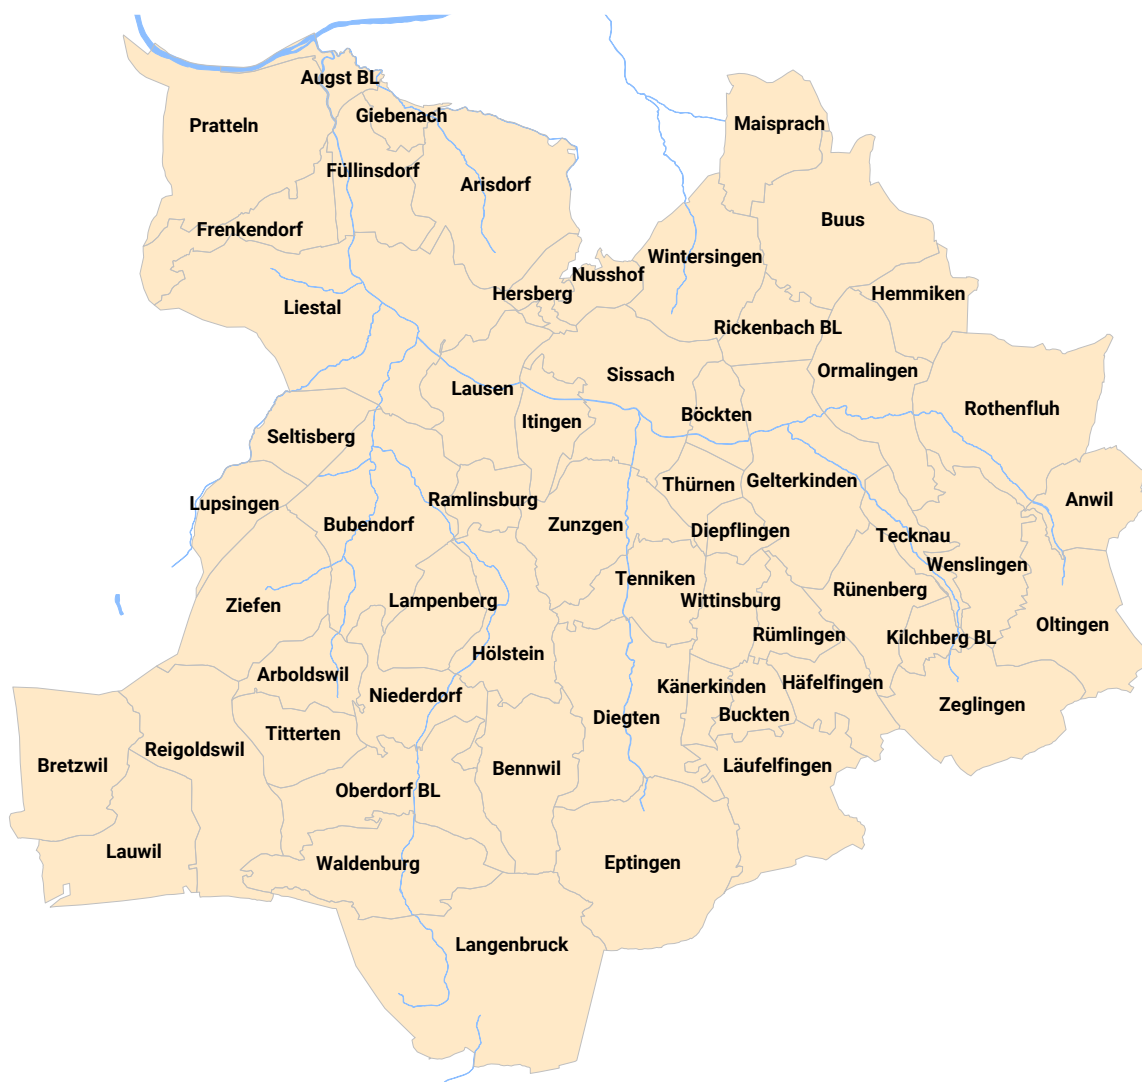 Augst BL
Giebenach
Pratteln
Maisprach
Füllinsdorf
Arisdorf
Buus
Frenkendorf
Wintersingen
Nusshof
Hersberg
Hemmiken
Liestal
Rickenbach BL
Sissach
Ormalingen
Lausen
Rothenfluh
Böckten
Itingen
Seltisberg
Thürnen
Gelterkinden
Lupsingen
Ramlinsburg
Anwil
Bubendorf
Zunzgen
Diepflingen
Tecknau
Wenslingen
Tenniken
Rünenberg
Ziefen
Lampenberg
Wittinsburg
Oltingen
Rümlingen
Kilchberg BL
Hölstein
Arboldswil
Häfelfingen
Känerkinden
Niederdorf
Zeglingen
Diegten
Buckten
Titterten
Reigoldswil
Bretzwil
Bennwil
Läufelfingen
Oberdorf BL
Lauwil
Waldenburg
Eptingen
Langenbruck